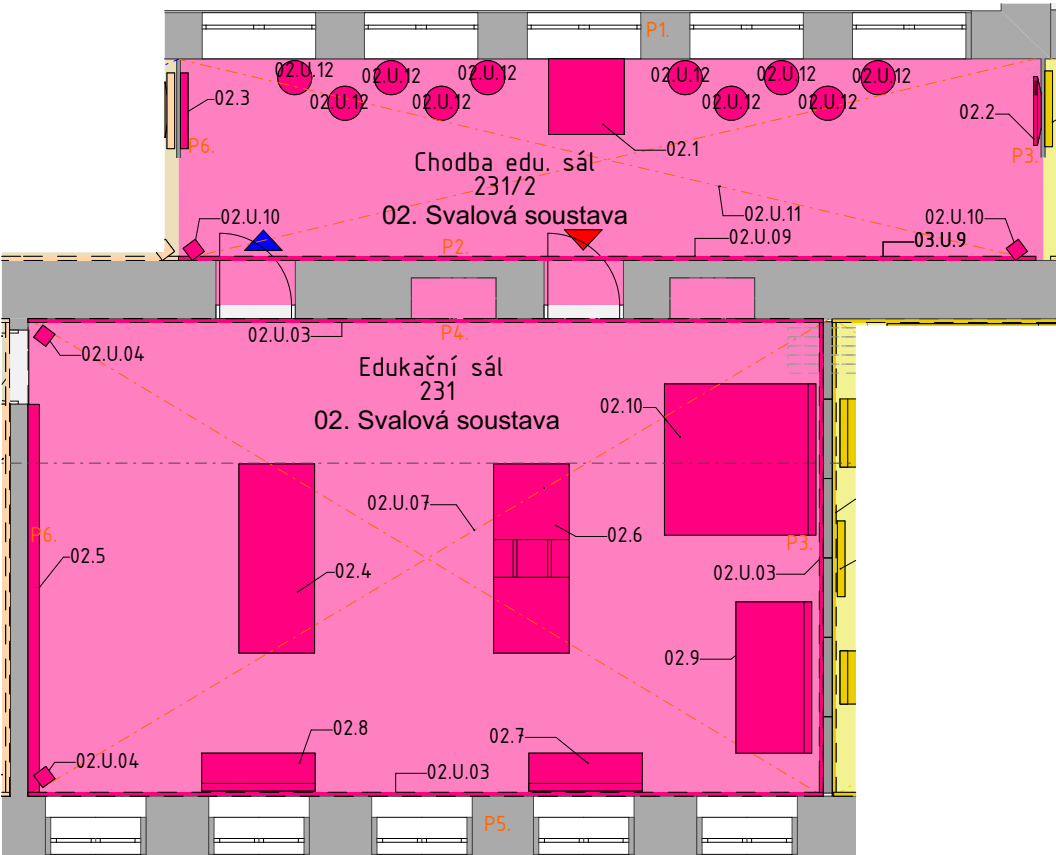 P1.
02.U.12
02.U.12
02.U.12
02.U.12
02.U.12
02.U.12
02.U.12
02.U.12
02.U.12
02.U.12
02.3
02.2
02.1
P6.
P3.
Chodba edu. sál
231/2
02. Svalová soustava
02.U.10
02.U.11
02.U.10
P2.
02.U.09
03.U.9
02.U.03
P4.
02.U.04
Edukační sál
231
02. Svalová soustava
02.10
02.U.07
02.6
P6.
P3.
02.5
02.4
02.U.03
02.9
02.8
02.7
02.U.04
02.U.03
P5.